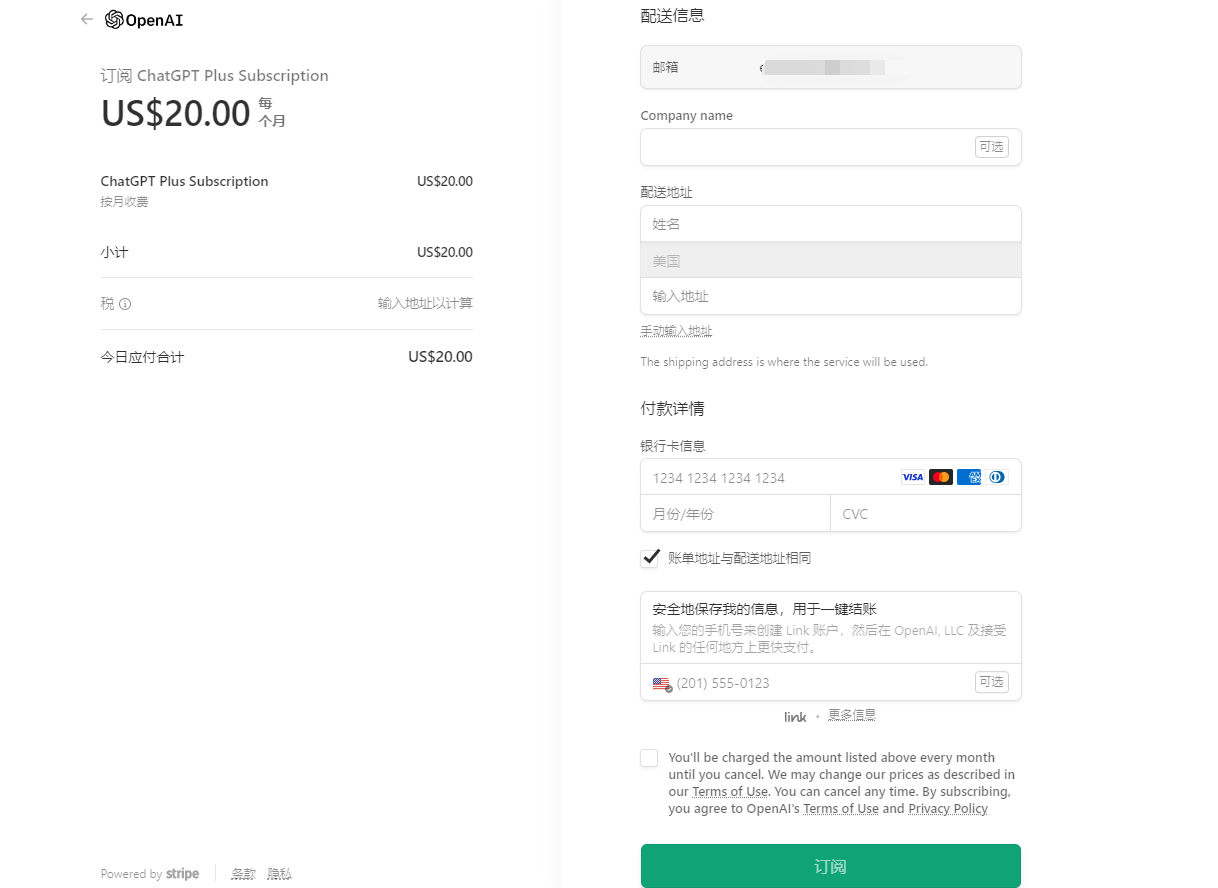 OpenAI
订阅 ChatGPT Plus Subscription
US$20.00 每
个月
ChatGPT Plus Subscription US$20.00
按月收费
小计 US$20.00
税 输入地址以计算
今日应付合计 US$20.00
Powered by stripe 条款 隐私
配送信息
邮箱
Company name
可选
配送地址
姓名
美国
输入地址
手动输入地址
The shipping address is where the service will be used.
付款详情
银行卡信息
1234 1234 1234 1234 VISA
月份/年份 CVC
账单地址与配送地址相同
安全地保存我的信息，用于一键结账
输入您的手机号来创建 Link 账户，然后在 OpenAI, LLC 及接受
Link 的任何地方上更快支付。
(201) 555-0123 可选
link · 更多信息
You'll be charged the amount listed above every month
until you cancel. We may change our prices as described in
our Terms of Use. You can cancel any time. By subscribing,
you agree to OpenAI's Terms of Use and Privacy Policy
订阅